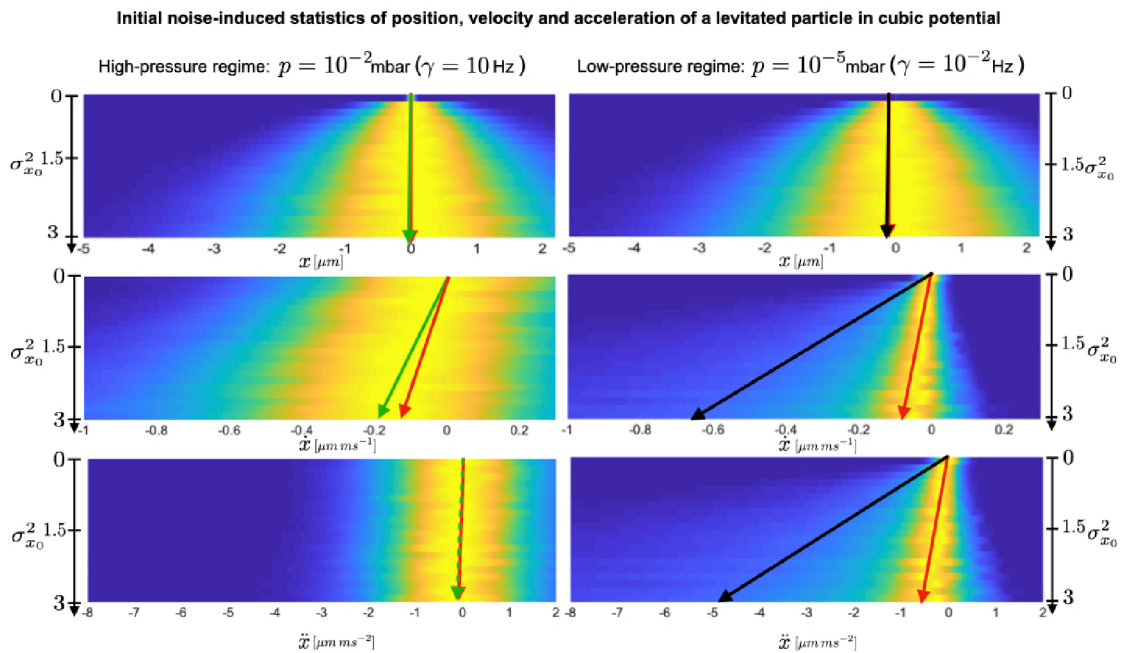 Initial noise-induced statistics of position, velocity and acceleration of a levitated particle in cubic potential
High-pressure regime: p = 10⁻² mbar (γ = 10 Hz)
Low-pressure regime: p = 10⁻⁵ mbar (γ = 10⁻² Hz)
0
1.5
3
σ²ₓ₀
-5 -4 -3 -2 -1 0 1 2
x [μm]
0
1.5
3
σ²ₓ₀
-5 -4 -3 -2 -1 0 1 2
x [μm]
0
1.5
3
σ²ₓ₀
-1 -0.8 -0.6 -0.4 -0.2 0 0.2
ẋ [μm ms⁻¹]
0
1.5
3
σ²ₓ₀
-1 -0.8 -0.6 -0.4 -0.2 0 0.2
ẋ [μm ms⁻¹]
0
1.5
3
σ²ₓ₀
-8 -7 -6 -5 -4 -3 -2 -1 0 1 2
ẍ [μm ms⁻²]
0
1.5
3
σ²ₓ₀
-8 -7 -6 -5 -4 -3 -2 -1 0 1 2
ẍ [μm ms⁻²]